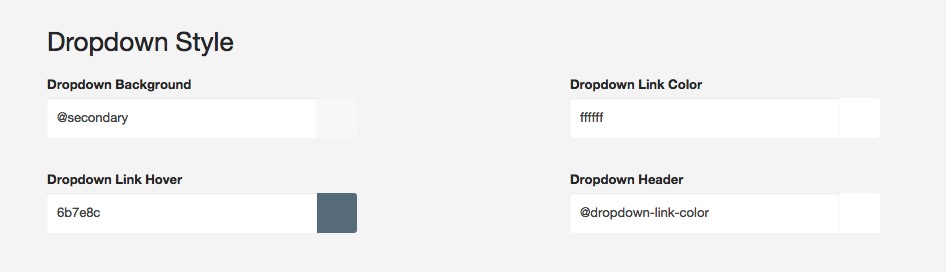 Dropdown Style
Dropdown Background
Dropdown Link Color
@secondary
ffffff
Dropdown Link Hover
Dropdown Header
6b7e8c
@dropdown-link-color